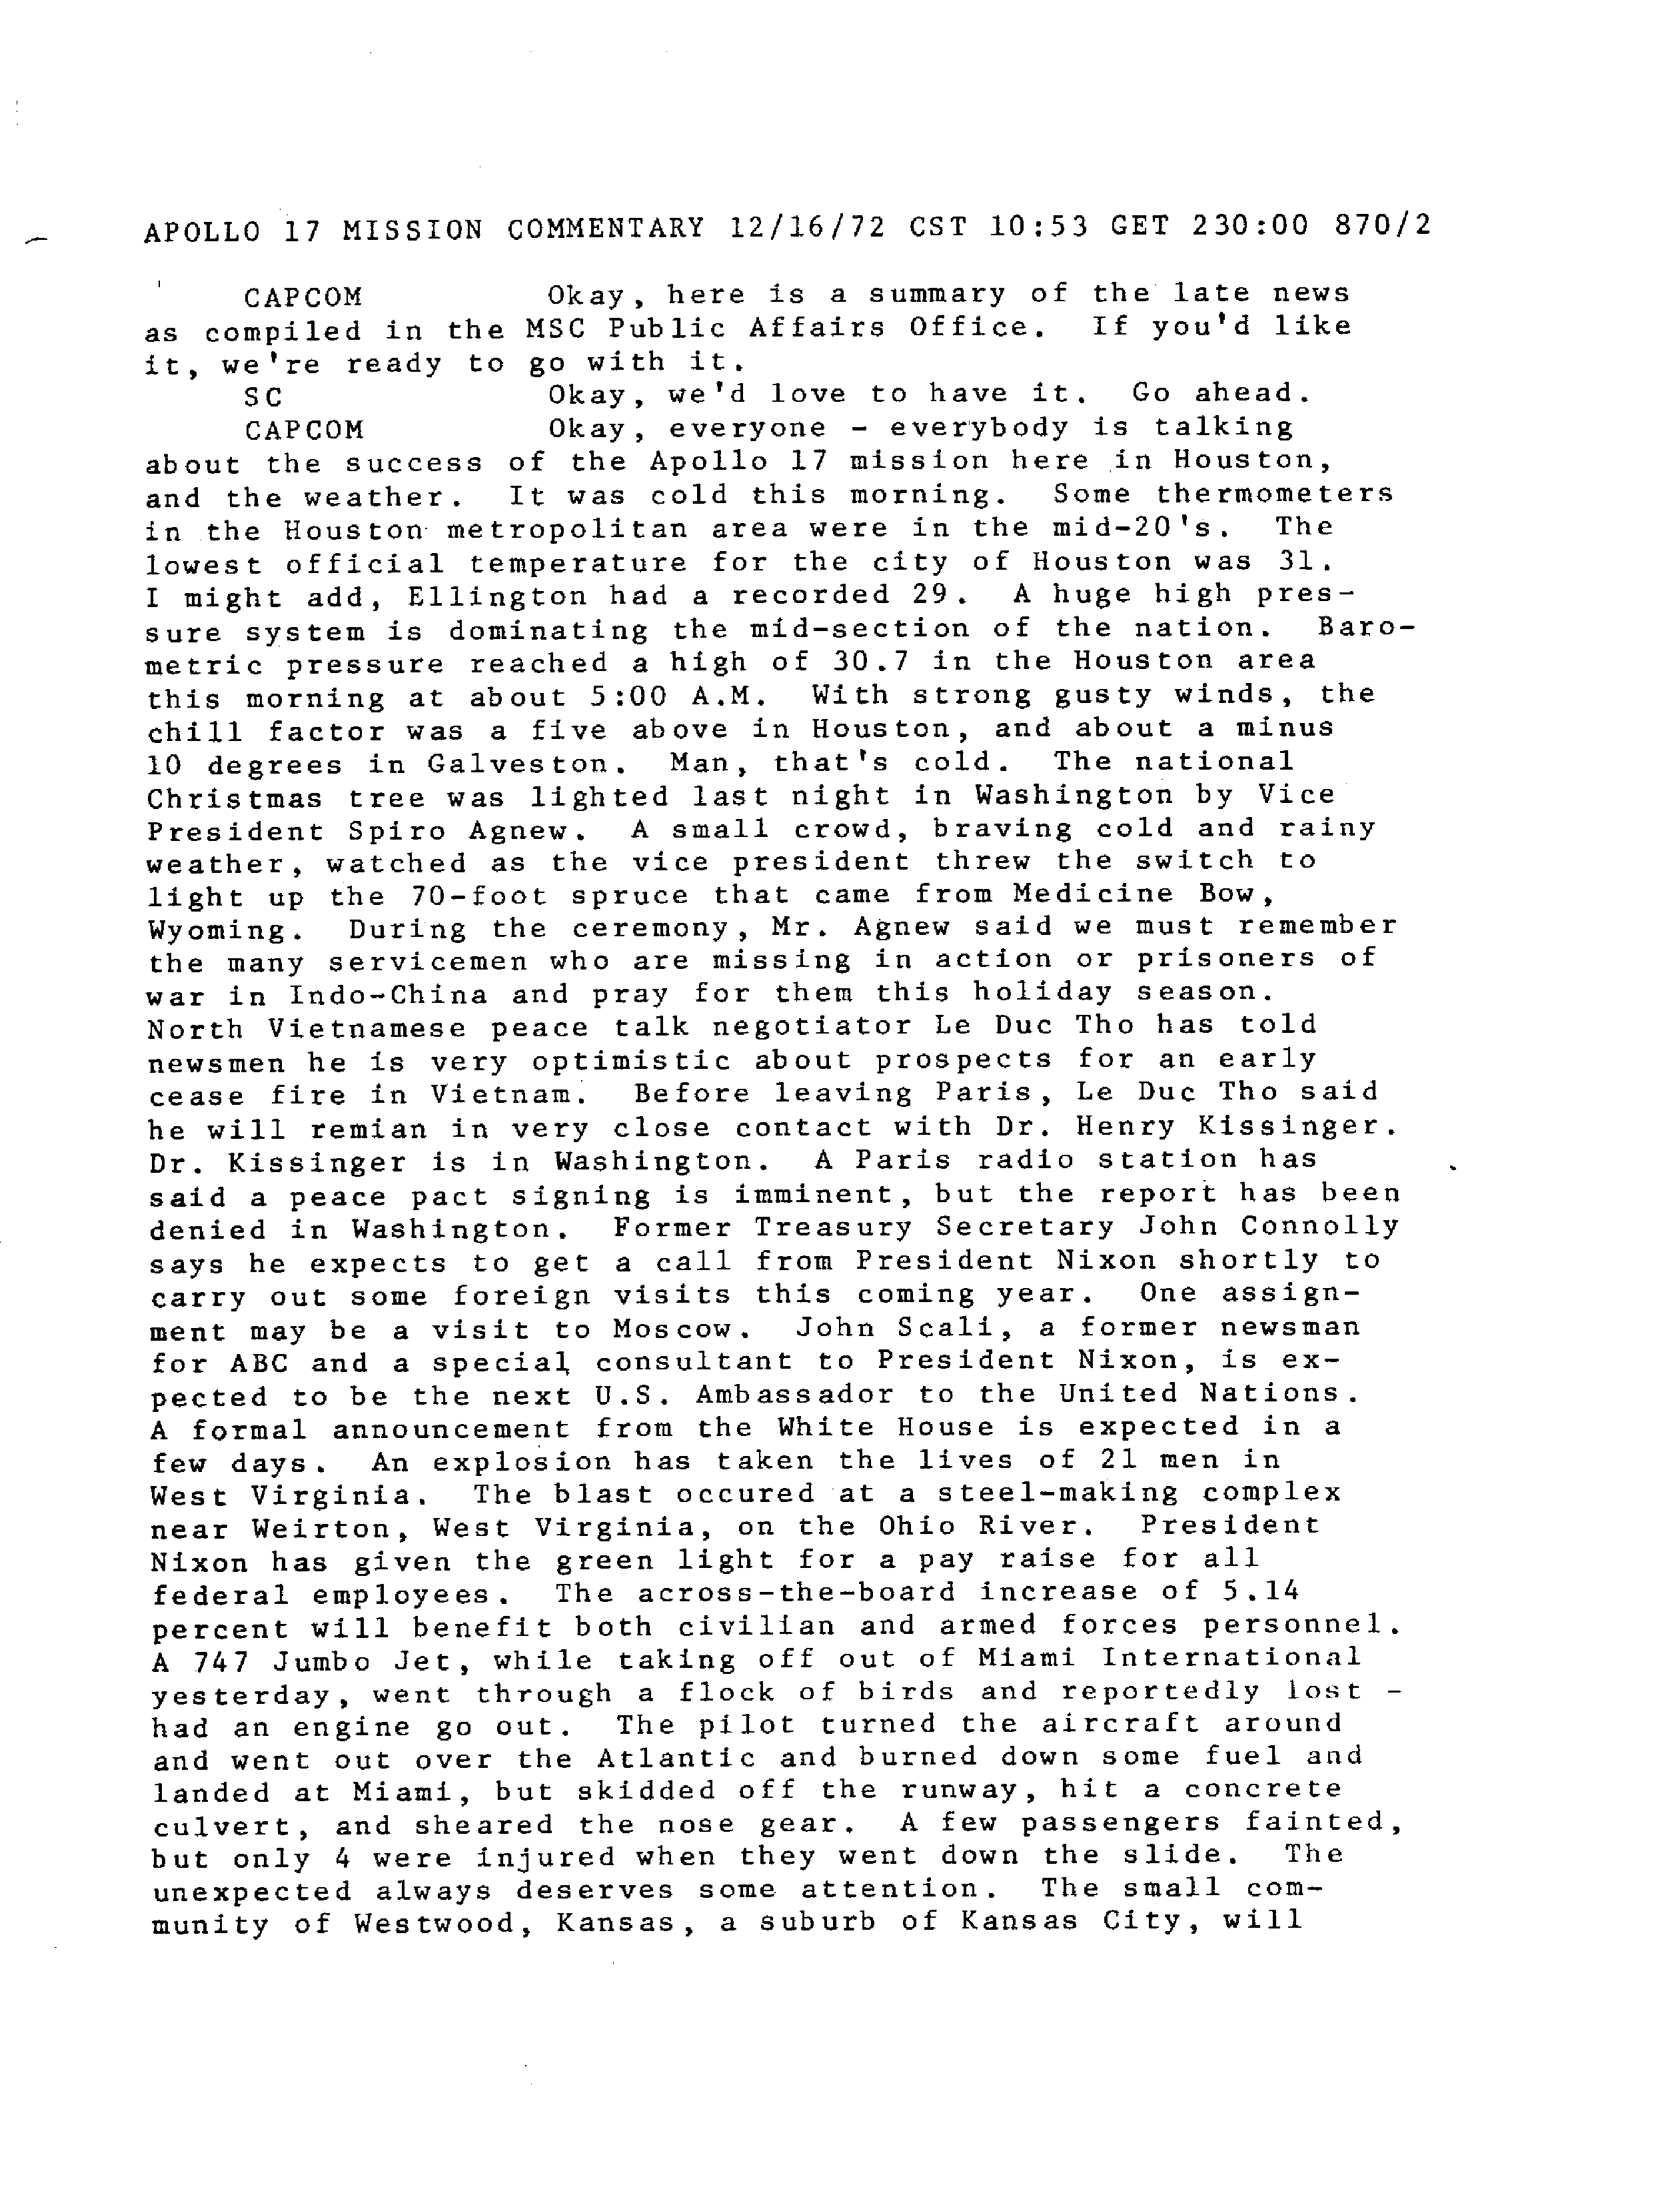 APOLLO 17 MISSION COMMENTARY 12/16/72 CST 10:53 GET 230:00 870/2
CAPCOM Okay, here is a summary of the late news
as compiled in the MSC Public Affairs Office. If you'd like
it, we're ready to go with it.
SC Okay, we'd love to have it. Go ahead.
CAPCOM Okay, everyone - everybody is talking
about the success of the Apollo 17 mission here in Houston,
and the weather. It was cold this morning. Some thermometers
in the Houston metropolitan area were in the mid-20's. The
lowest official temperature for the city of Houston was 31.
I might add, Ellington had a recorded 29. A huge high pres-
sure system is dominating the mid-section of the nation. Baro-
metric pressure reached a high of 30.7 in the Houston area
this morning at about 5:00 A.M. With strong gusty winds, the
chill factor was a five above in Houston, and about a minus
10 degrees in Galveston. Man, that's cold. The national
Christmas tree was lighted last night in Washington by Vice
President Spiro Agnew. A small crowd, braving cold and rainy
weather, watched as the vice president threw the switch to
light up the 70-foot spruce that came from Medicine Bow,
Wyoming. During the ceremony, Mr. Agnew said we must remember
the many servicemen who are missing in action or prisoners of
war in Indo-China and pray for them this holiday season.
North Vietnamese peace talk negotiator Le Duc Tho has told
newsmen he is very optimistic about prospects for an early
cease fire in Vietnam. Before leaving Paris, Le Duc Tho said
he will remian in very close contact with Dr. Henry Kissinger.
Dr. Kissinger is in Washington. A Paris radio station has
said a peace pact signing is imminent, but the report has been
denied in Washington. Former Treasury Secretary John Connolly
says he expects to get a call from President Nixon shortly to
carry out some foreign visits this coming year. One assign-
ment may be a visit to Moscow. John Scali, a former newsman
for ABC and a special consultant to President Nixon, is ex-
pected to be the next U.S. Ambassador to the United Nations.
A formal announcement from the White House is expected in a
few days. An explosion has taken the lives of 21 men in
West Virginia. The blast occured at a steel-making complex
near Weirton, West Virginia, on the Ohio River. President
Nixon has given the green light for a pay raise for all
federal employees. The across-the-board increase of 5.14
percent will benefit both civilian and armed forces personnel.
A 747 Jumbo Jet, while taking off out of Miami International
yesterday, went through a flock of birds and reportedly lost -
had an engine go out. The pilot turned the aircraft around
and went out over the Atlantic and burned down some fuel and
landed at Miami, but skidded off the runway, hit a concrete
culvert, and sheared the nose gear. A few passengers fainted,
but only 4 were injured when they went down the slide. The
unexpected always deserves some attention. The small com-
munity of Westwood, Kansas, a suburb of Kansas City, will